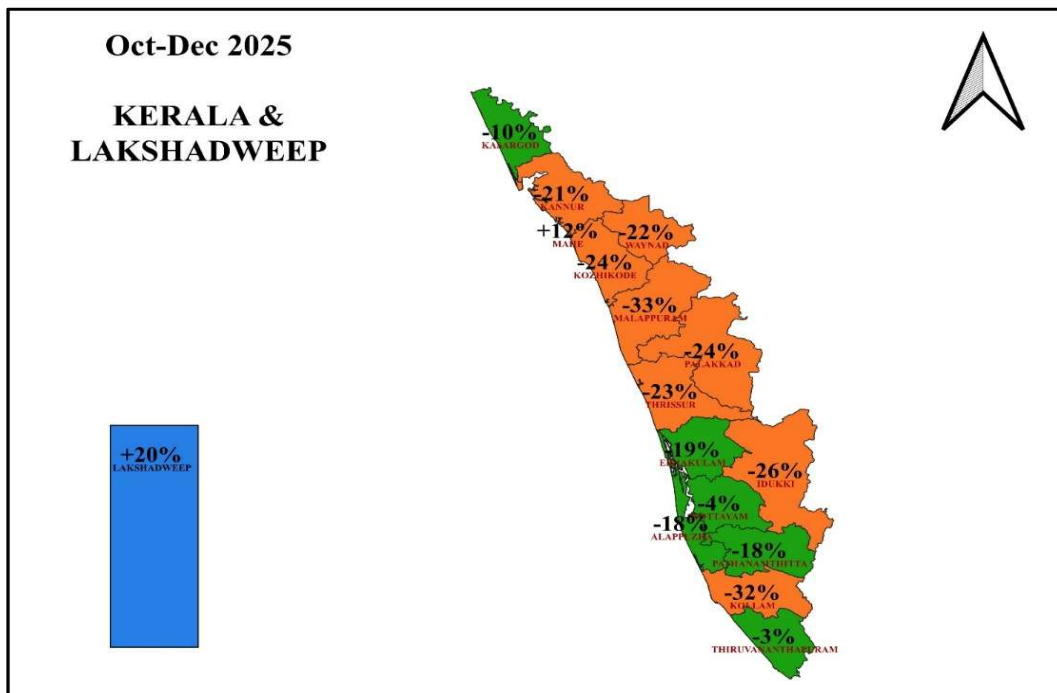 Oct-Dec 2025
KERALA &
LAKSHADWEEP
-10%
KASARGOD
-21%
KANNUR
+12%
MAHE
-22%
WAYNAD
-24%
KOZHIKODE
-33%
MALAPPURAM
-24%
PALAKKAD
-23%
THRISSUR
+20%
LAKSHADWEEP
-19%
ERNAKULAM
-26%
IDUKKI
-4%
KOTTAYAM
-18%
ALAPPUZHA
-18%
PATHANAMTHITTA
-32%
KOLLAM
-3%
THIRUVANANTHAPURAM